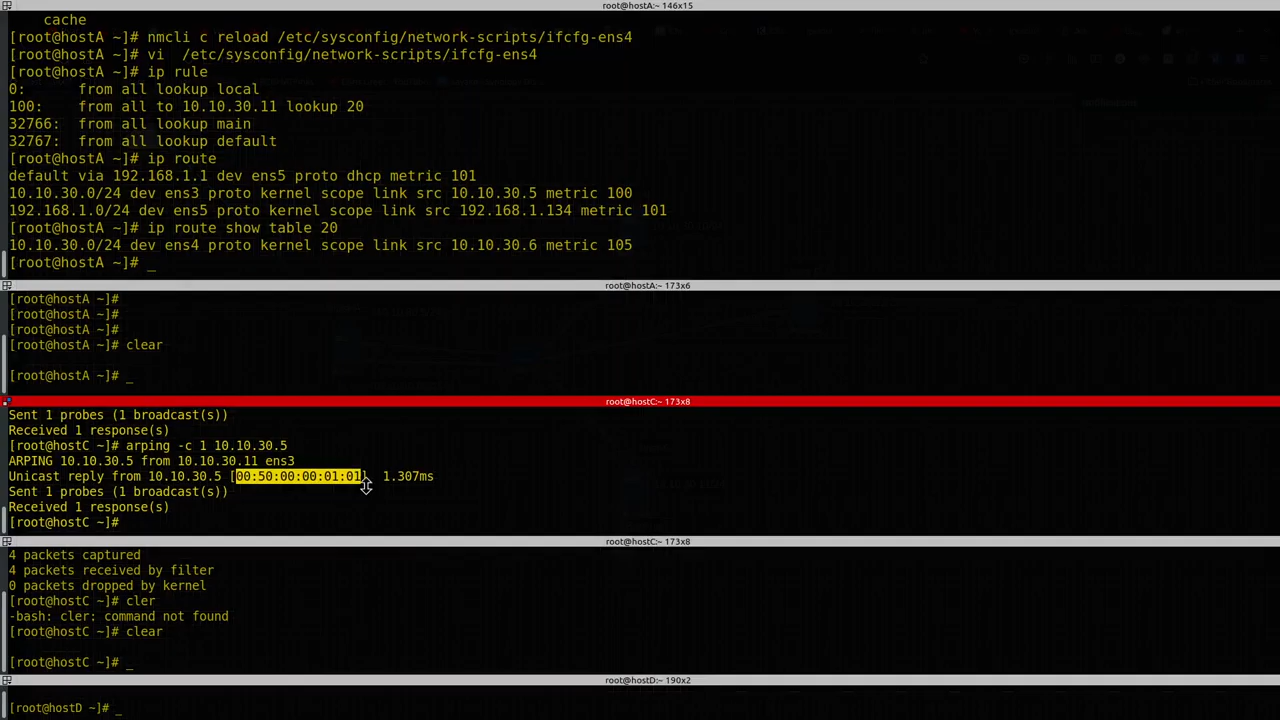 root@hostA:~ 146x15
    cache
[root@hostA ~]# nmcli c reload /etc/sysconfig/network-scripts/ifcfg-ens4
[root@hostA ~]# vi  /etc/sysconfig/network-scripts/ifcfg-ens4
[root@hostA ~]# ip rule
0:      from all lookup local
100:    from all to 10.10.30.11 lookup 20
32766:  from all lookup main
32767:  from all lookup default
[root@hostA ~]# ip route
default via 192.168.1.1 dev ens5 proto dhcp metric 101
10.10.30.0/24 dev ens3 proto kernel scope link src 10.10.30.5 metric 100
192.168.1.0/24 dev ens5 proto kernel scope link src 192.168.1.134 metric 101
[root@hostA ~]# ip route show table 20
10.10.30.0/24 dev ens4 proto kernel scope link src 10.10.30.6 metric 105
[root@hostA ~]# _
root@hostA:~ 173x6
[root@hostA ~]#
[root@hostA ~]#
[root@hostA ~]#
[root@hostA ~]# clear
[root@hostA ~]# _
root@hostC:~ 173x8
Sent 1 probes (1 broadcast(s))
Received 1 response(s)
[root@hostC ~]# arping -c 1 10.10.30.5
ARPING 10.10.30.5 from 10.10.30.11 ens3
Unicast reply from 10.10.30.5 [00:50:00:00:01:01]  1.307ms
Sent 1 probes (1 broadcast(s))
Received 1 response(s)
[root@hostC ~]#
root@hostC:~ 173x8
4 packets captured
4 packets received by filter
0 packets dropped by kernel
[root@hostC ~]# cler
-bash: cler: command not found
[root@hostC ~]# clear
[root@hostC ~]# _
root@hostD:~ 190x2
[root@hostD ~]# _